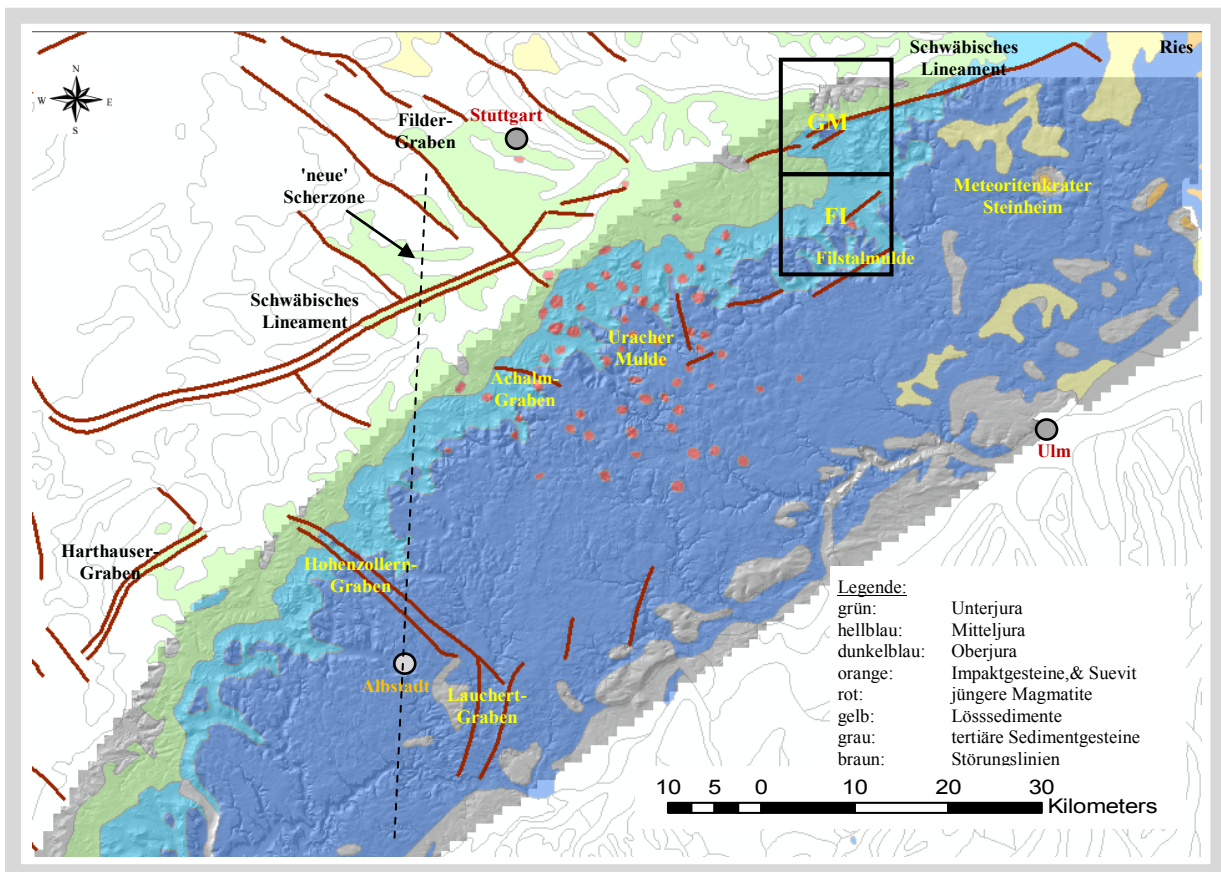 Schwäbisches
Lineament
Ries
N
W
E
S
Stuttgart
Filder-
Graben
GM
'neue'
Scherzone
Meteoritenkrater
Steinheim
FI
Filstalmulde
Schwäbisches
Lineament
Uracher
Mulde
Achalm-
Graben
Ulm
Harthauser-
Graben
Hohenzollern-
Graben
Albstadt
Lauchert-
Graben
Legende:
grün: Unterjura
hellblau: Mitteljura
dunkelblau: Oberjura
orange: Impaktgesteine,& Suevit
rot: jüngere Magmatite
gelb: Lösssedimente
grau: tertiäre Sedimentgesteine
braun: Störungslinien
10 5 0 10 20 30
Kilometers